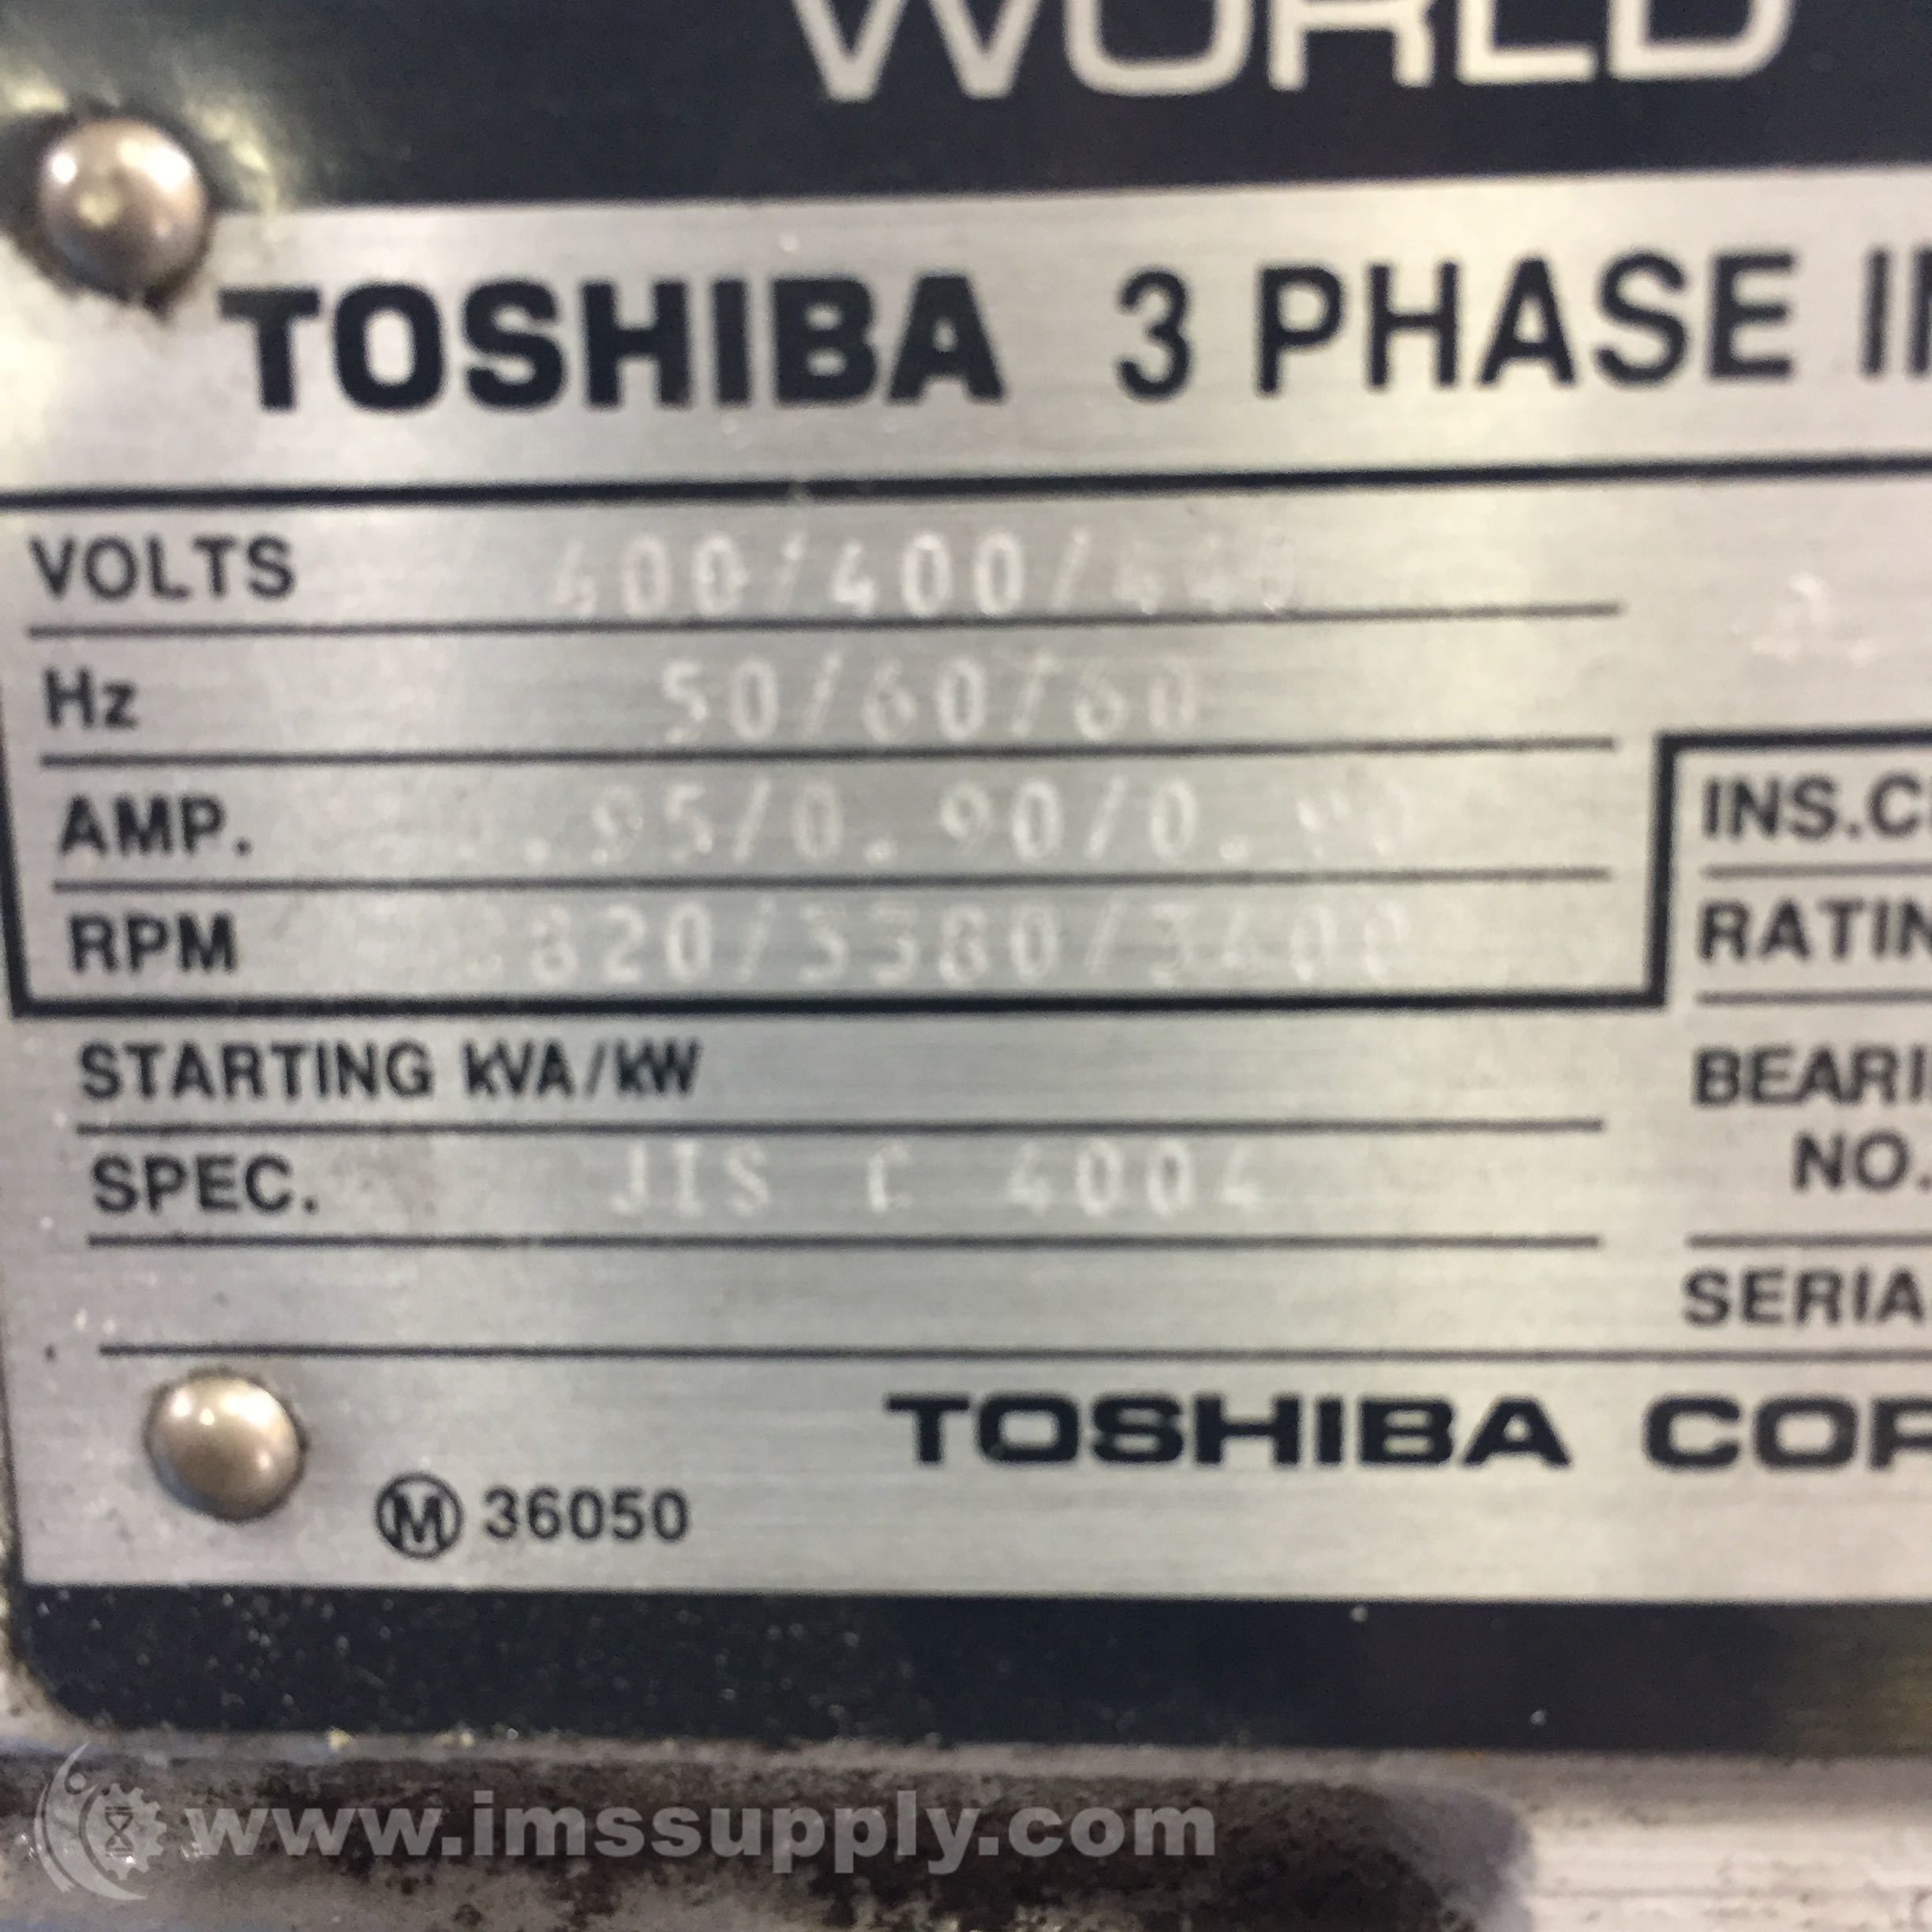 WORLD
TOSHIBA 3 PHASE
VOLTS 400/400/440
Hz 50/60/60
AMP. .95/0.90/0.
INS.C
RPM 820/3380/3400
RATIN
STARTING kVA/kW
BEARI
NO.
SPEC. JIS C 4004
SERIA
TOSHIBA COR
Ⓜ 36050
www.imssupply.com